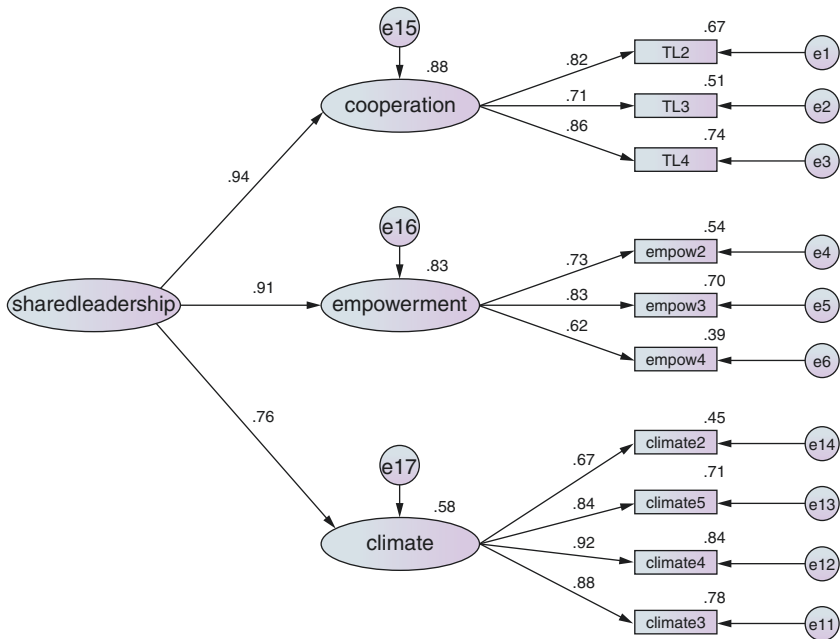 e15
.88
cooperation
.82
.71
.86
.67
TL2
e1
.51
TL3
e2
.74
TL4
e3
.94
sharedleadership
.91
.76
e16
.83
empowerment
.73
.83
.62
.54
empow2
e4
.70
empow3
e5
.39
empow4
e6
e17
.58
climate
.67
.84
.92
.88
.45
climate2
e14
.71
climate5
e13
.84
climate4
e12
.78
climate3
e11